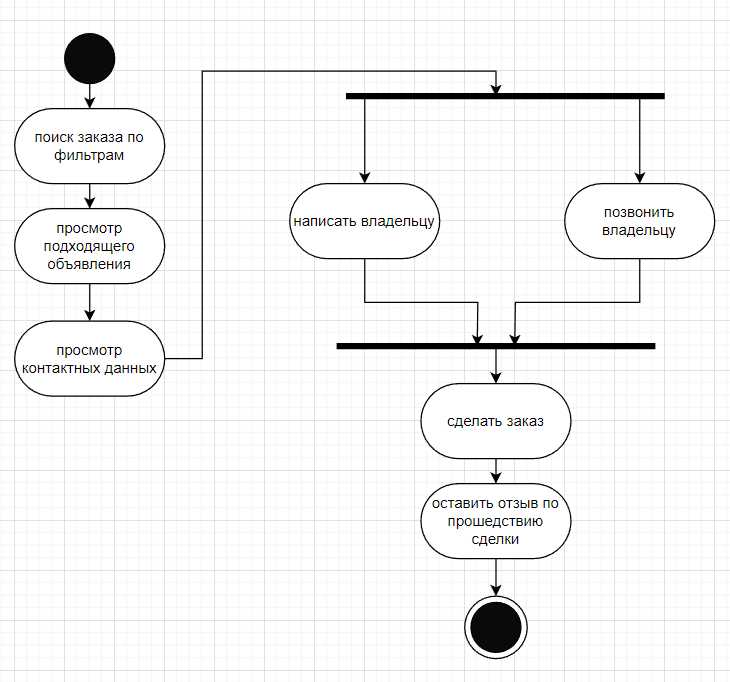 поиск заказа по
фильтрам
просмотр
подходящего
объявления
просмотр
контактных данных
написать владельцу
позвонить
владельцу
сделать заказ
оставить отзыв по
прошедствию
сделки